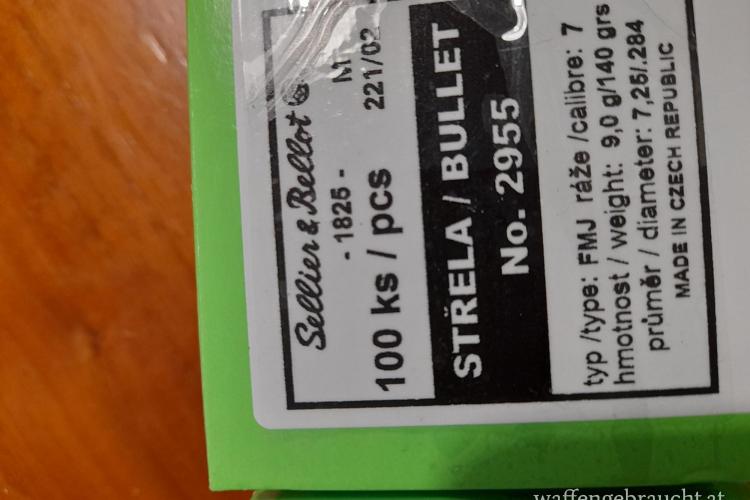 Sellier & Bellot
- 1825 -
M
100 ks / pcs
221/02
STŘELA / BULLET
No. 2955
typ /type: FMJ ráže /calibre: 7
hmotnost / weight: 9,0 g/140 grs
průměr / diameter: 7,25/.284
MADE IN CZECH REPUBLIC
waffengebraucht.at